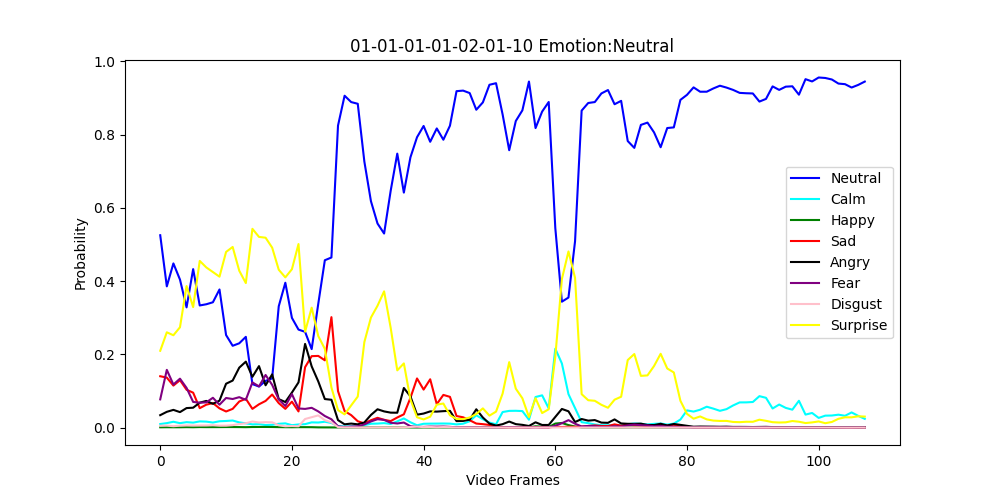 01-01-01-01-02-01-10 Emotion:Neutral
1.0
0.8
0.6
0.4
0.2
0.0
Probability
0
20
40
60
80
100
Video Frames
Neutral
Calm
Happy
Sad
Angry
Fear
Disgust
Surprise